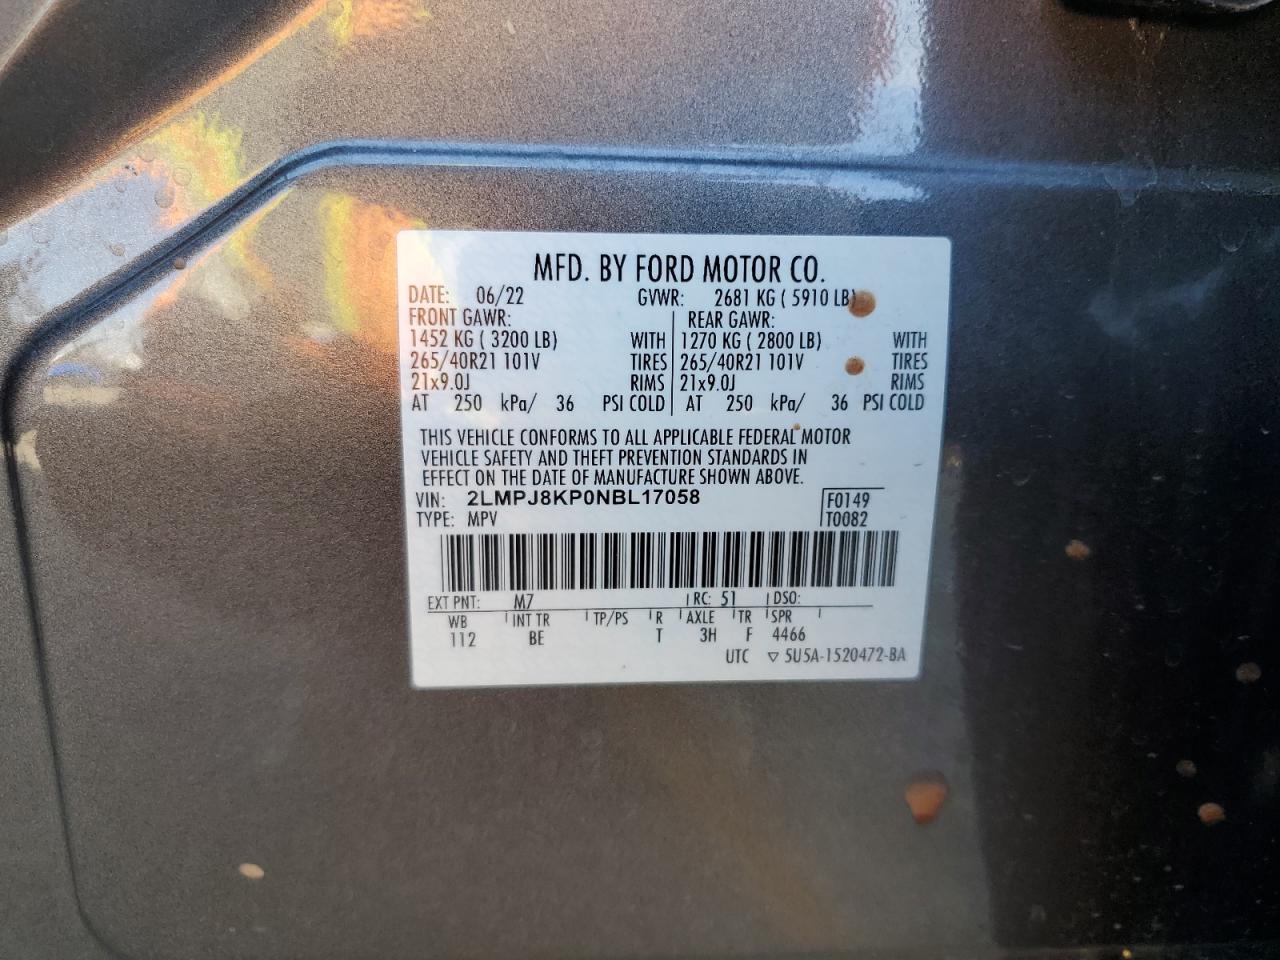 MFD. BY FORD MOTOR CO.
DATE: 06/22 GVWR: 2681 KG ( 5910 LB)
FRONT GAWR: REAR GAWR:
1452 KG ( 3200 LB) WITH 1270 KG ( 2800 LB) WITH
265/40R21 101V TIRES 265/40R21 101V TIRES
21x9.0J RIMS 21x9.0J RIMS
AT 250 kPa/ 36 PSI COLD AT 250 kPa/ 36 PSI COLD
THIS VEHICLE CONFORMS TO ALL APPLICABLE FEDERAL MOTOR
VEHICLE SAFETY AND THEFT PREVENTION STANDARDS IN
EFFECT ON THE DATE OF MANUFACTURE SHOWN ABOVE.
VIN: 2LMPJ8KP0NBL17058 F0149
TYPE: MPV T0082
EXT PNT: M7 RC: 51 DSO:
WB INT TR TP/PS R AXLE TR SPR
112 BE T 3H F 4466
UTC ▽ 5U5A-1520472-BA